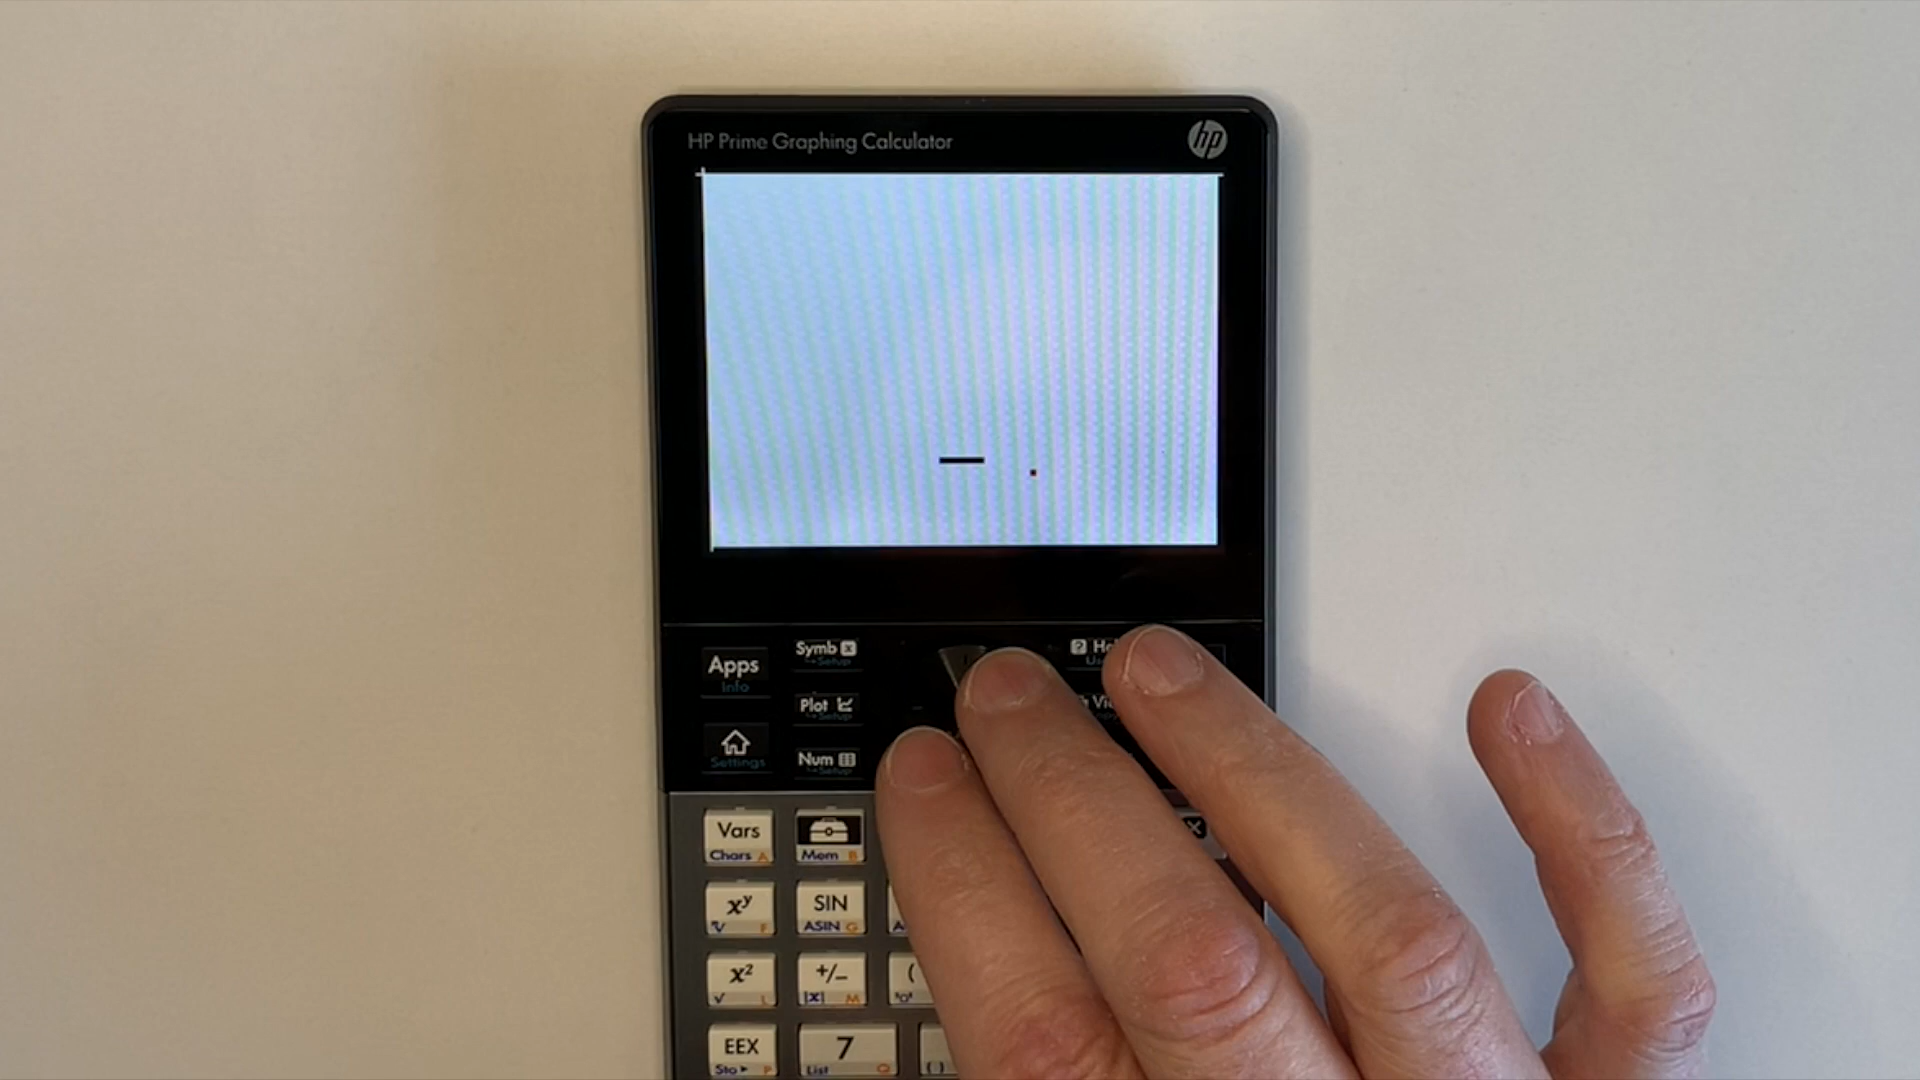 HP Prime Graphing Calculator
hp
Apps
Info
Symb
Setup
Plot
Setup
Settings
Num
Setup
Vars
Chars A
Mem B
xʸ
F
SIN
ASIN G
x²
√ L
+/−
|x| M
(
EEX
Sto ▸ P
7
List Q